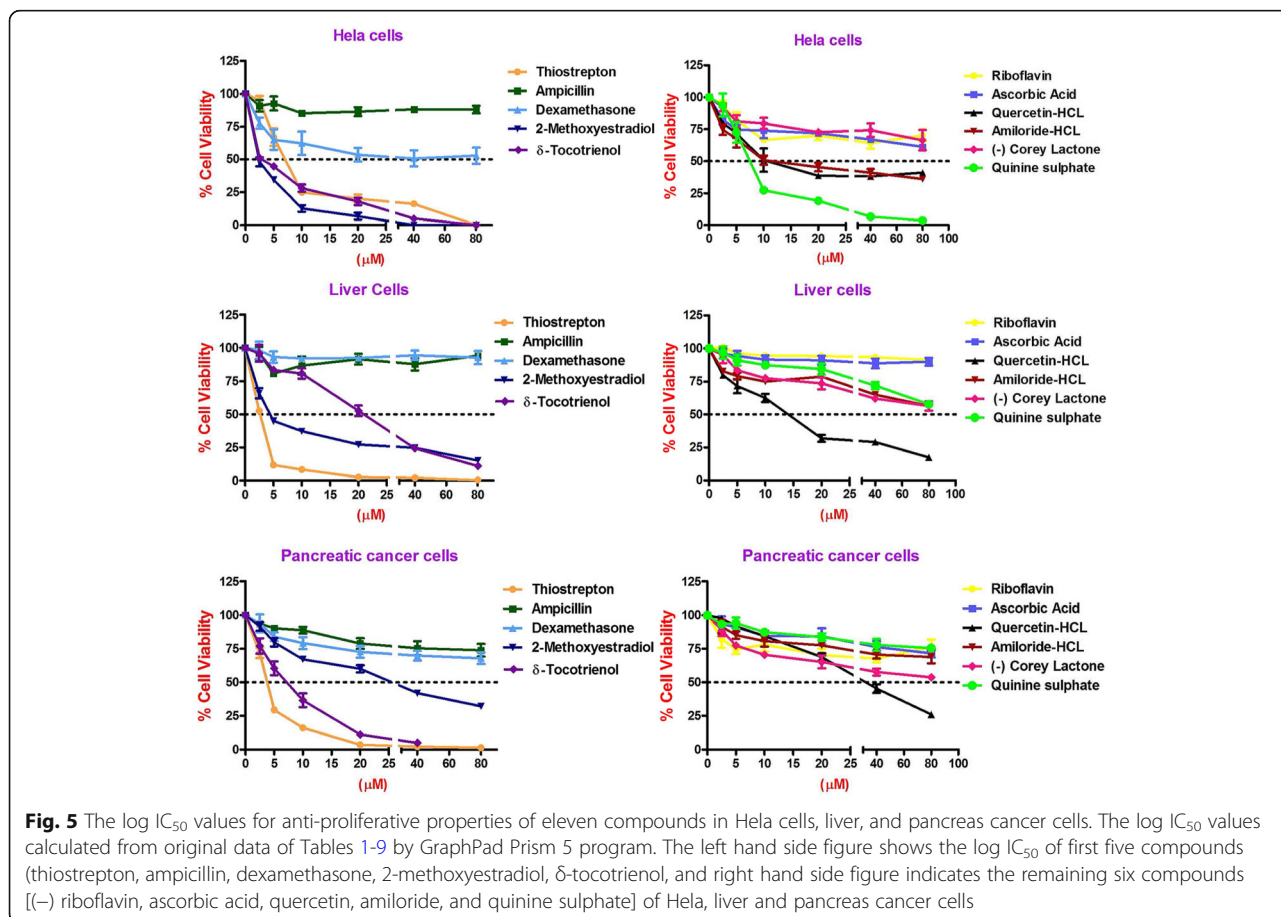 Hela cells
% Cell Viability
125
100
75
50
25
0
0 5 10 15 20 25 40 60 80
(μM)
Thiostrepton
Ampicillin
Dexamethasone
2-Methoxyestradiol
δ-Tocotrienol
Hela cells
% Cell Viability
125
100
75
50
25
0
0 5 10 15 20 25 40 60 80 100
(μM)
Riboflavin
Ascorbic Acid
Quercetin-HCL
Amiloride-HCL
(-) Corey Lactone
Quinine sulphate
Liver Cells
% Cell Viability
125
100
75
50
25
0
0 5 10 15 20 25 40 60 80
(μM)
Thiostrepton
Ampicillin
Dexamethasone
2-Methoxyestradiol
δ-Tocotrienol
Liver cells
% Cell Viability
125
100
75
50
25
0
0 5 10 15 20 25 40 60 80 100
(μM)
Riboflavin
Ascorbic Acid
Quercetin-HCL
Amiloride-HCL
(-) Corey Lactone
Quinine sulphate
Pancreatic cancer cells
% Cell Viability
125
100
75
50
25
0
0 5 10 15 20 25 40 60 80
(μM)
Thiostrepton
Ampicillin
Dexamethasone
2-Methoxyestradiol
δ-Tocotrienol
Pancreatic cancer cells
% Cell Viability
125
100
75
50
25
0
0 5 10 15 20 25 40 60 80 100
(μM)
Riboflavin
Ascorbic Acid
Quercetin-HCL
Amiloride-HCL
(-) Corey Lactone
Quinine sulphate
Fig. 5 The log IC50 values for anti-proliferative properties of eleven compounds in Hela cells, liver, and pancreas cancer cells. The log IC50 values
calculated from original data of Tables 1-9 by GraphPad Prism 5 program. The left hand side figure shows the log IC50 of first five compounds
(thiostrepton, ampicillin, dexamethasone, 2-methoxyestradiol, δ-tocotrienol, and right hand side figure indicates the remaining six compounds
[(−) riboflavin, ascorbic acid, quercetin, amiloride, and quinine sulphate] of Hela, liver and pancreas cancer cells